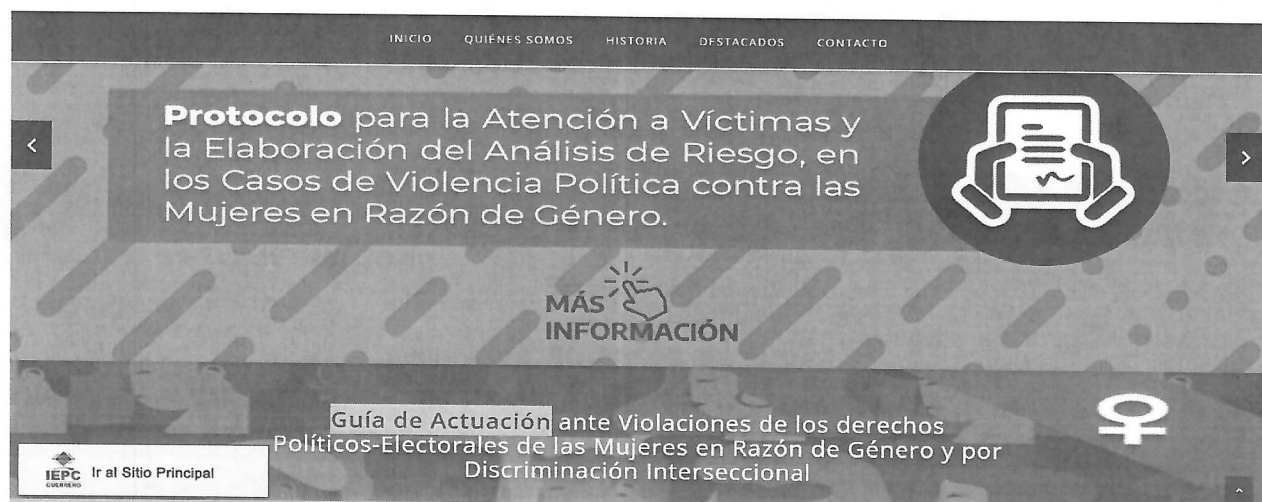 INICIO QUIÉNES SOMOS HISTORIA DESTACADOS CONTACTO
Protocolo para la Atención a Víctimas y
la Elaboración del Análisis de Riesgo, en
los Casos de Violencia Política contra las
Mujeres en Razón de Género.
MÁS
INFORMACIÓN
Guía de Actuación ante Violaciones de los derechos
Políticos-Electorales de las Mujeres en Razón de Género y por
Discriminación Interseccional
IEPC
GUERRERO
Ir al Sitio Principal